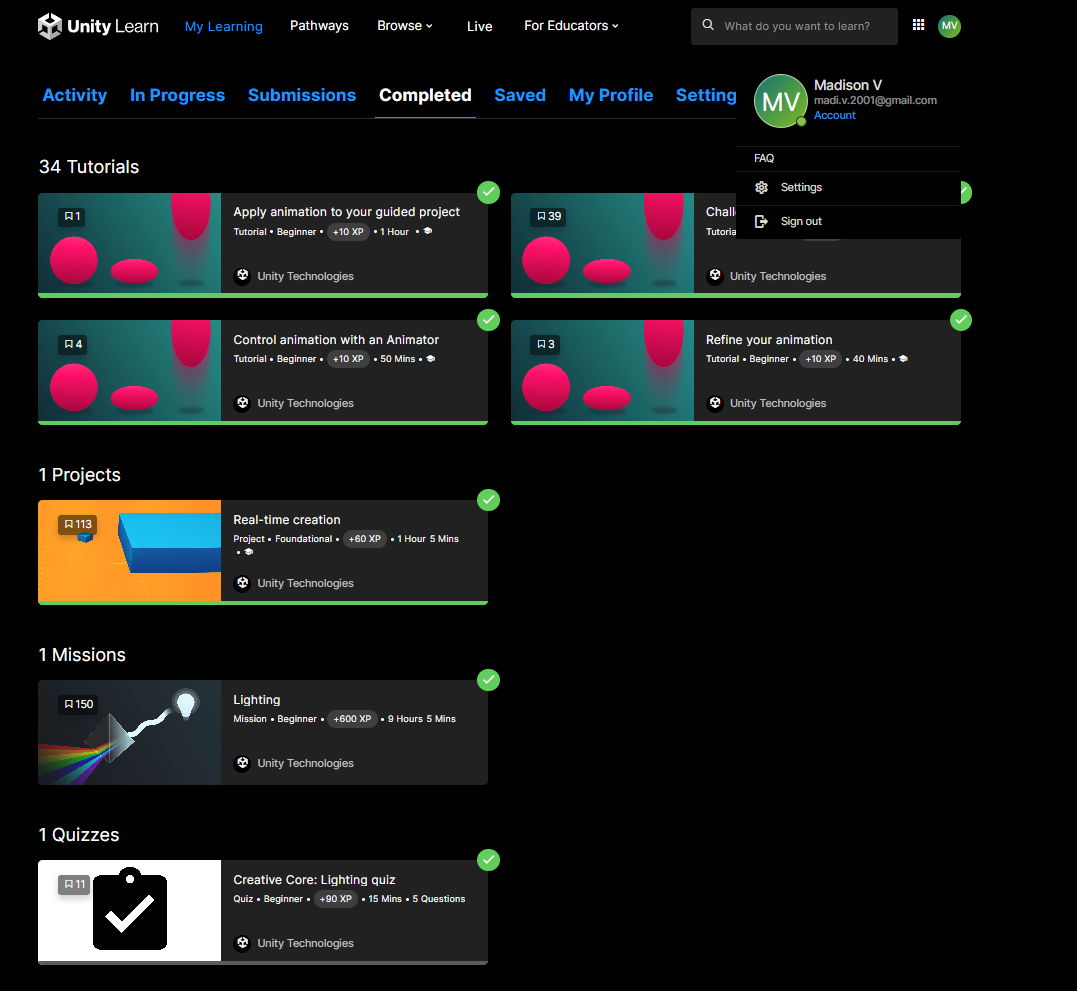 Unity Learn My Learning Pathways Browse Live For Educators What do you want to learn? MV
Activity In Progress Submissions Completed Saved My Profile Setting
MV Madison V
madi.v.2001@gmail.com
Account
FAQ
Settings
Sign out
34 Tutorials
1
Apply animation to your guided project
Tutorial • Beginner • +10 XP • 1 Hour •
Unity Technologies
39
Chall
Tutoria
Unity Technologies
4
Control animation with an Animator
Tutorial • Beginner • +10 XP • 50 Mins •
Unity Technologies
3
Refine your animation
Tutorial • Beginner • +10 XP • 40 Mins •
Unity Technologies
1 Projects
113
Real-time creation
Project • Foundational • +60 XP • 1 Hour 5 Mins
•
Unity Technologies
1 Missions
150
Lighting
Mission • Beginner • +600 XP • 9 Hours 5 Mins
Unity Technologies
1 Quizzes
11
Creative Core: Lighting quiz
Quiz • Beginner • +90 XP • 15 Mins • 5 Questions
Unity Technologies